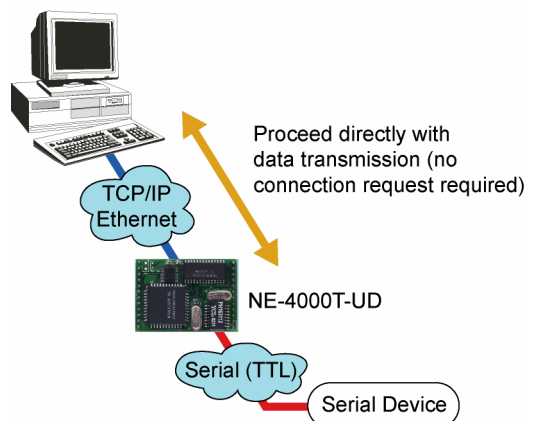 Proceed directly with
data transmission (no
connection request required)
TCP/IP
Ethernet
NE-4000T-UD
Serial (TTL)
Serial Device